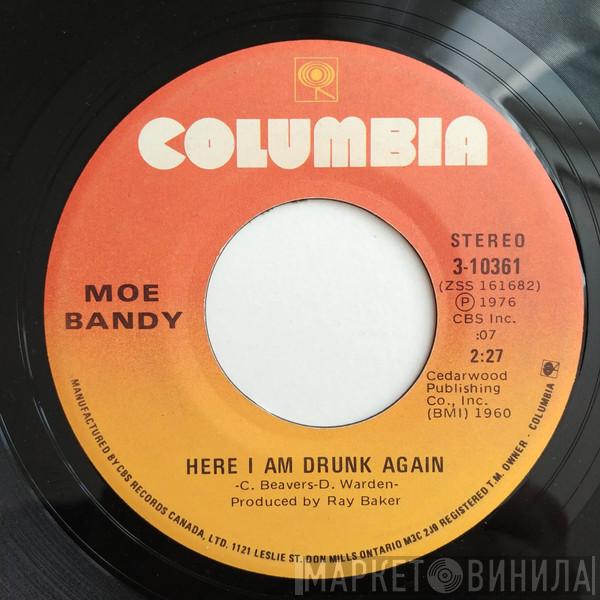 COLUMBIA
MOE
BANDY
STEREO
3-10361
(ZSS 161682)
Ⓟ 1976
CBS Inc.
:07
2:27
Cedarwood
Publishing
Co., Inc.
(BMI) 1960
HERE I AM DRUNK AGAIN
-C. Beavers-D. Warden-
Produced by Ray Baker
MANUFACTURED BY CBS RECORDS CANADA, LTD. 1121 LESLIE ST. DON MILLS ONTARIO M3C 2J9 REGISTERED T.M. OWNER - COLUMBIA
МАРКЕТ ВИНИЛА